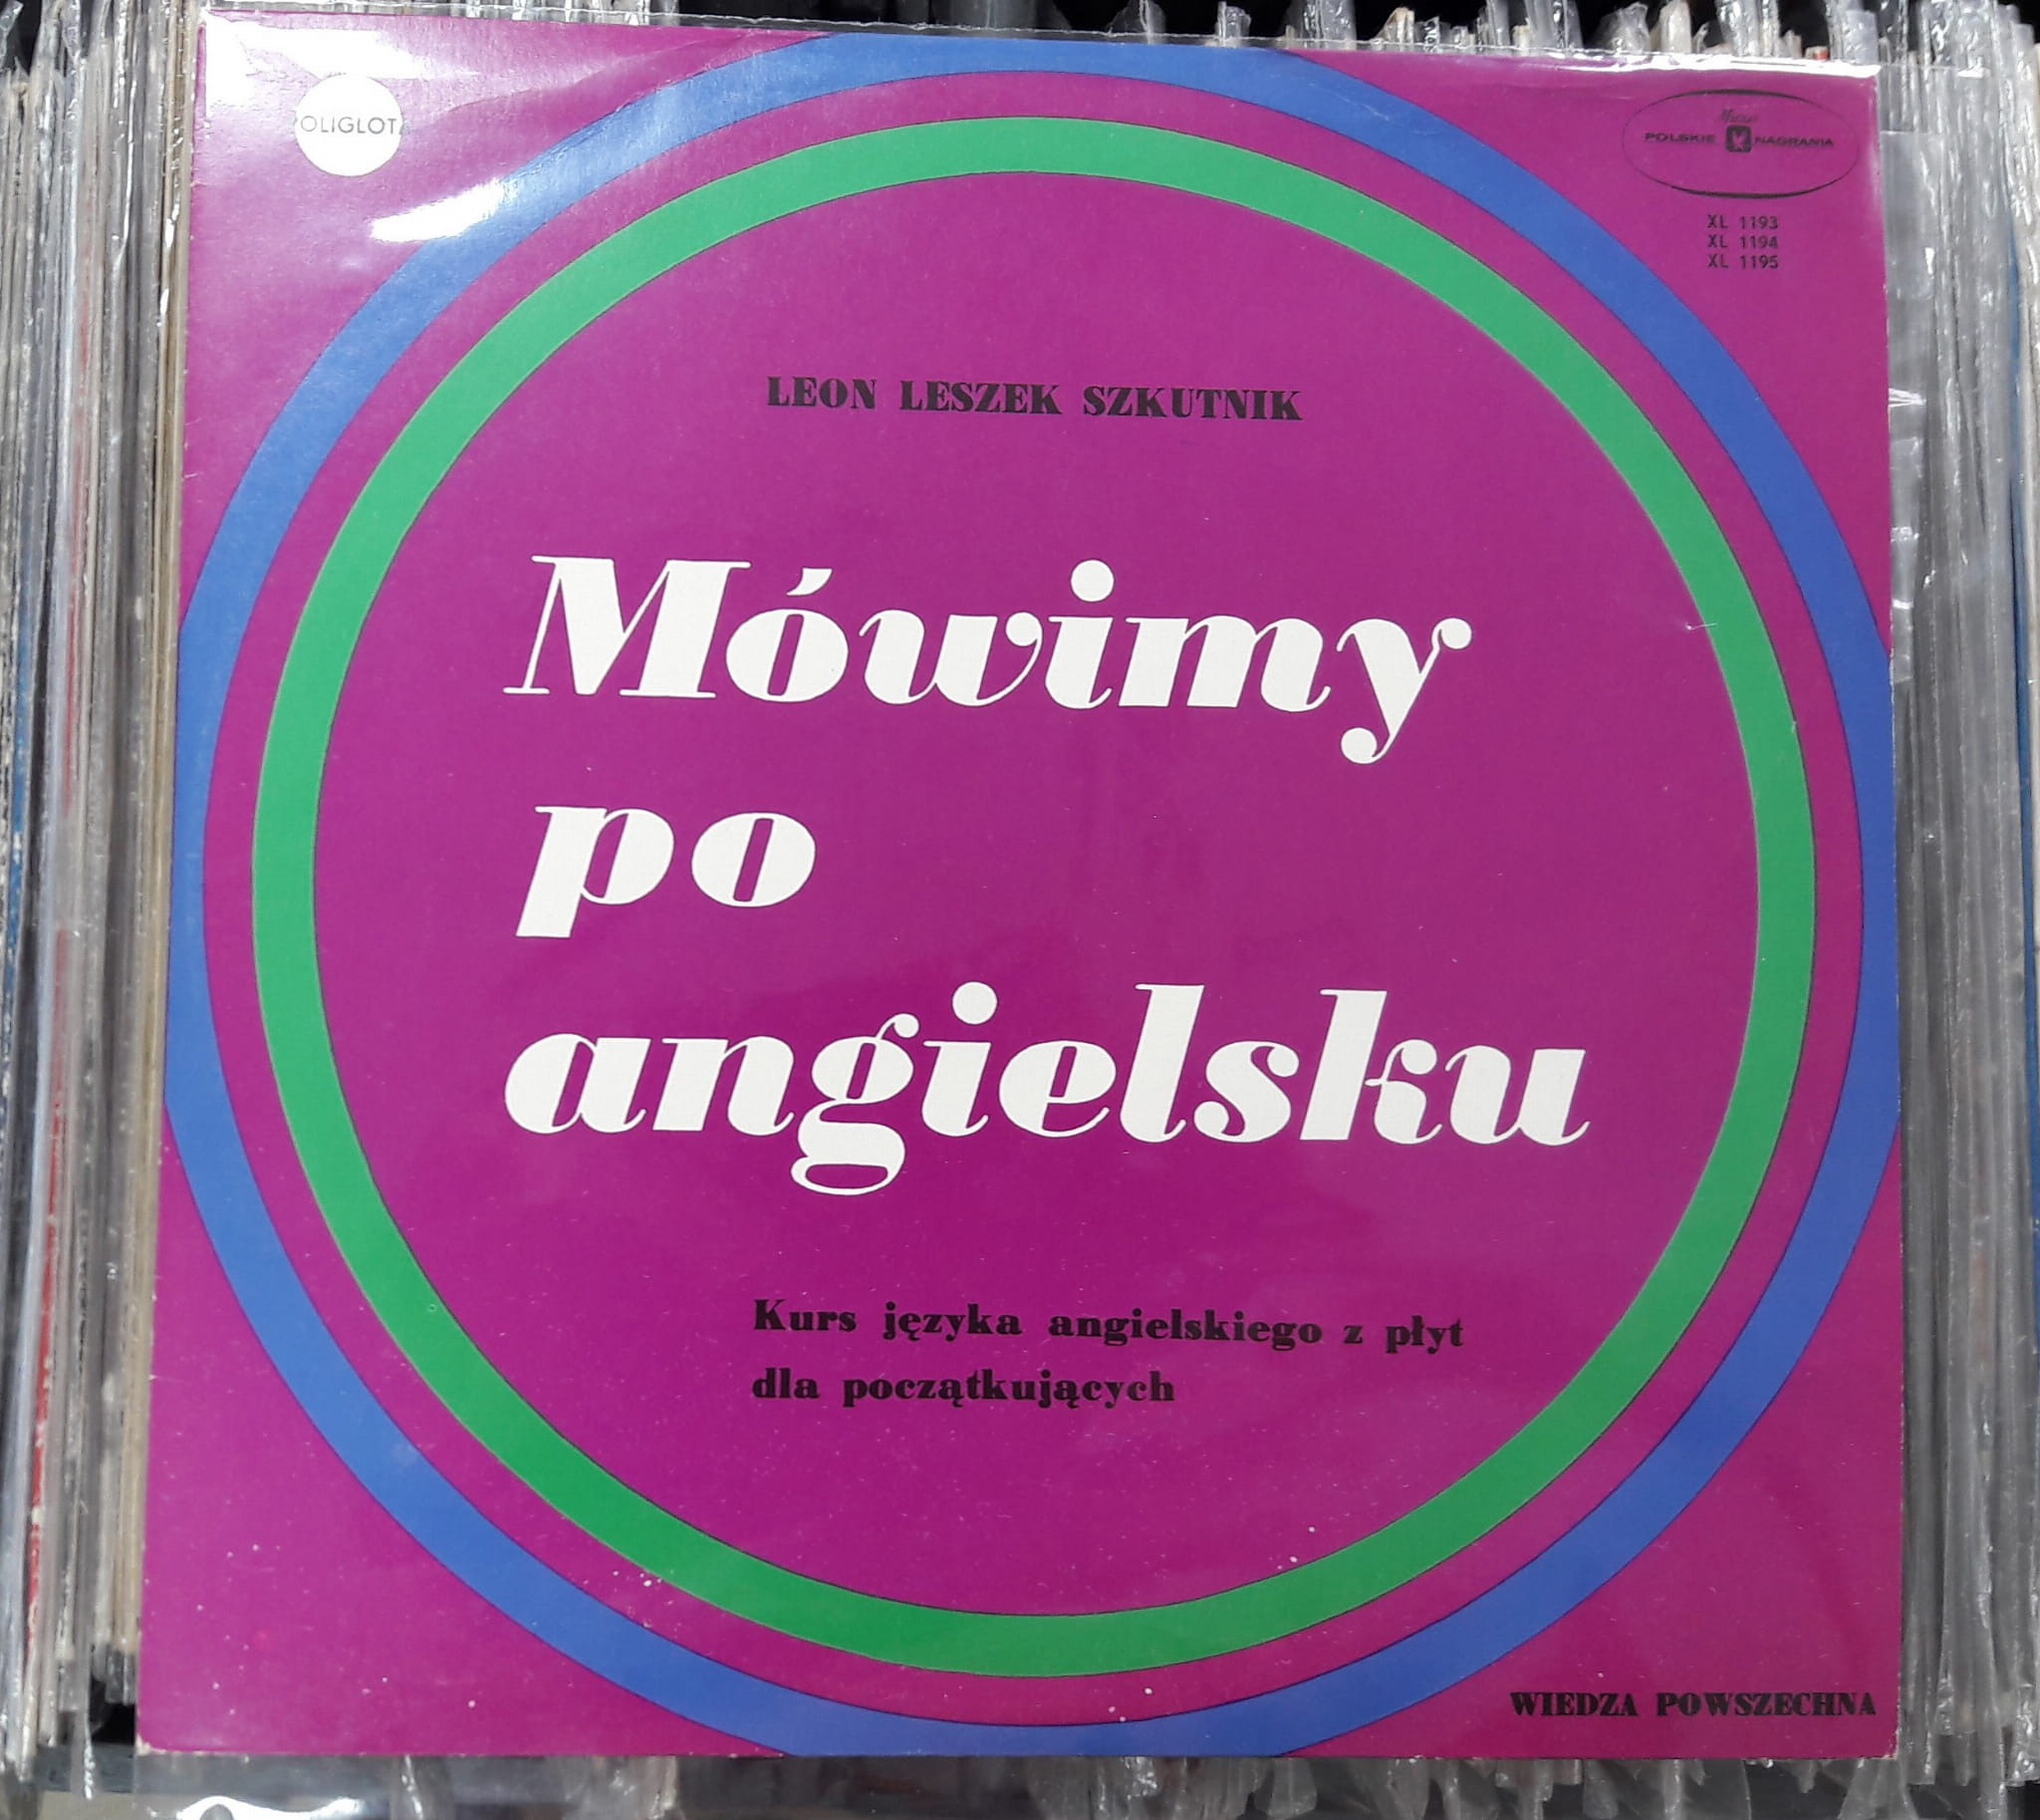 POLIGLOTA
Muza
POLSKIE NAGRANIA
XL 1193
XL 1194
XL 1195
LEON LESZEK SZKUTNIK
Mówimy
po
angielsku
Kurs języka angielskiego z płyt
dla początkujących
WIEDZA POWSZECHNA